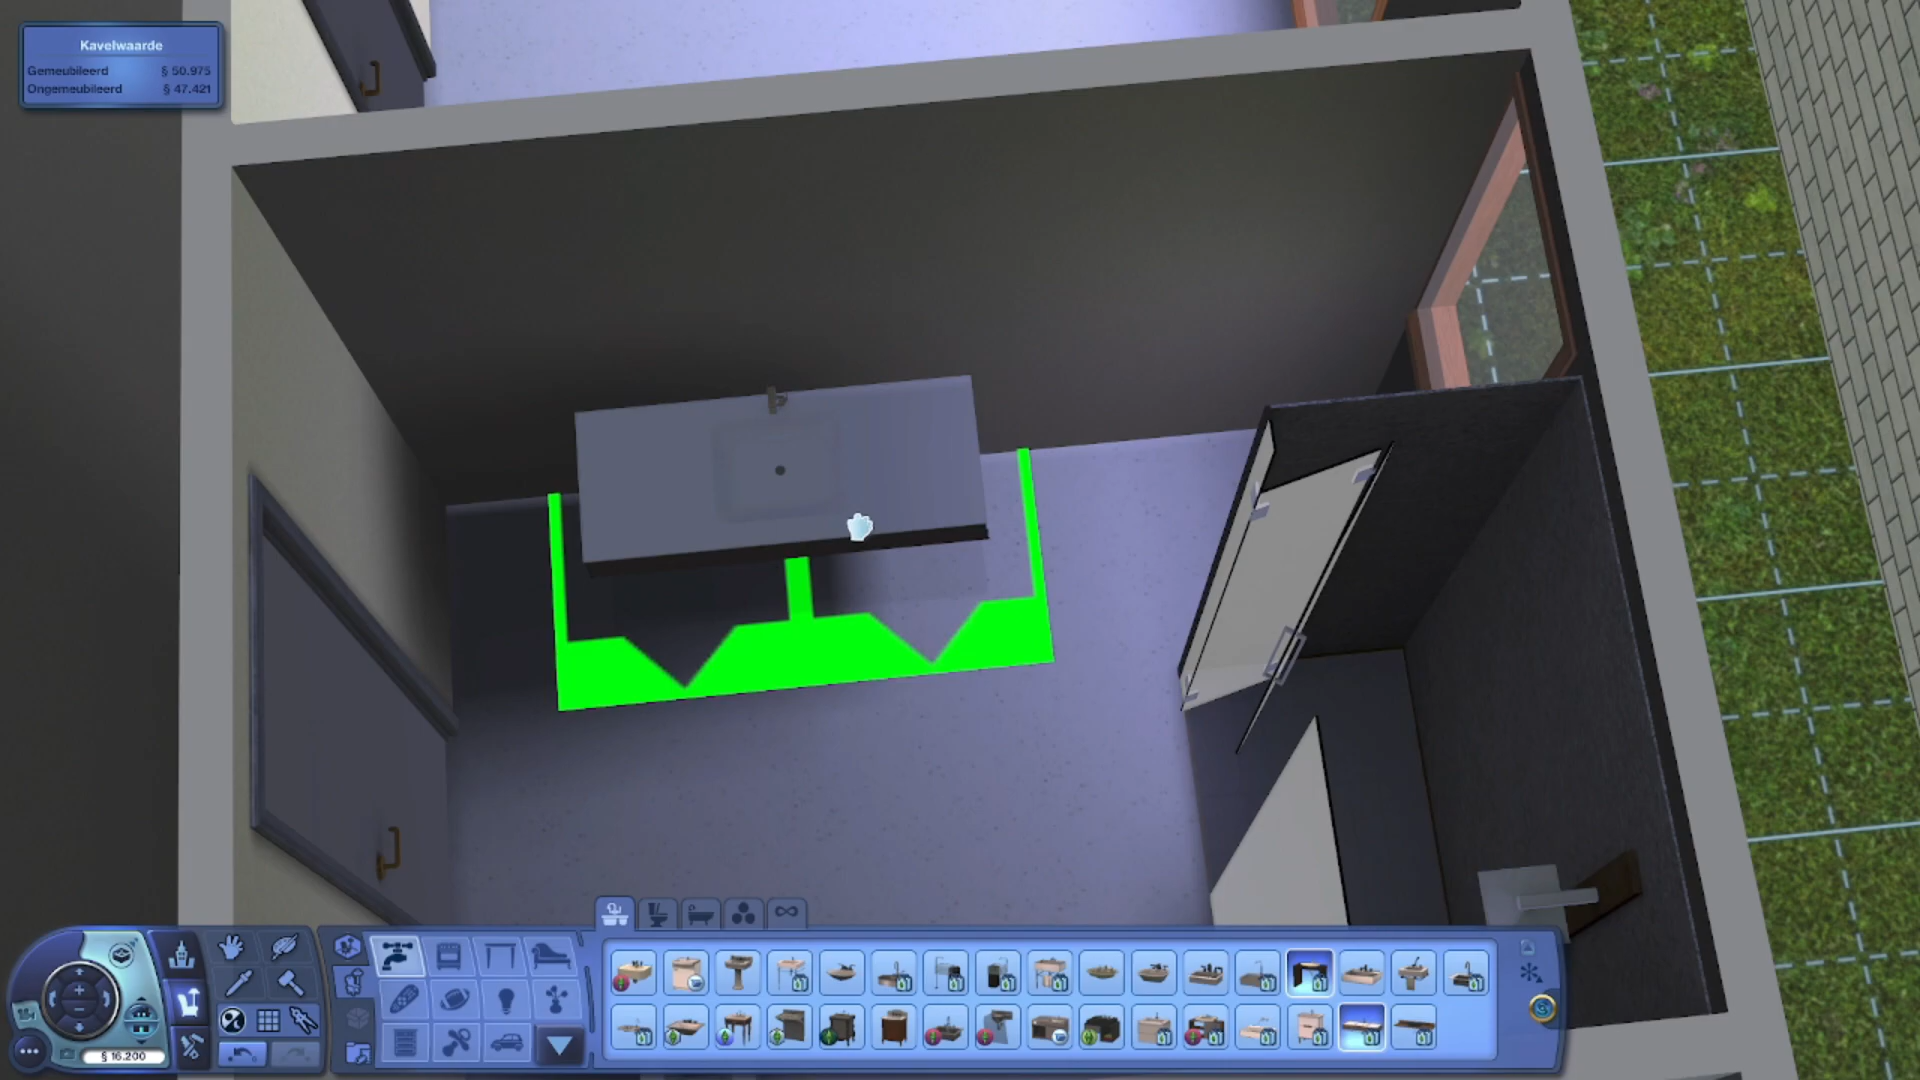 Kavelwaarde
Gemeubileerd § 50.975
Ongemeubileerd § 47.421
§ 16.200